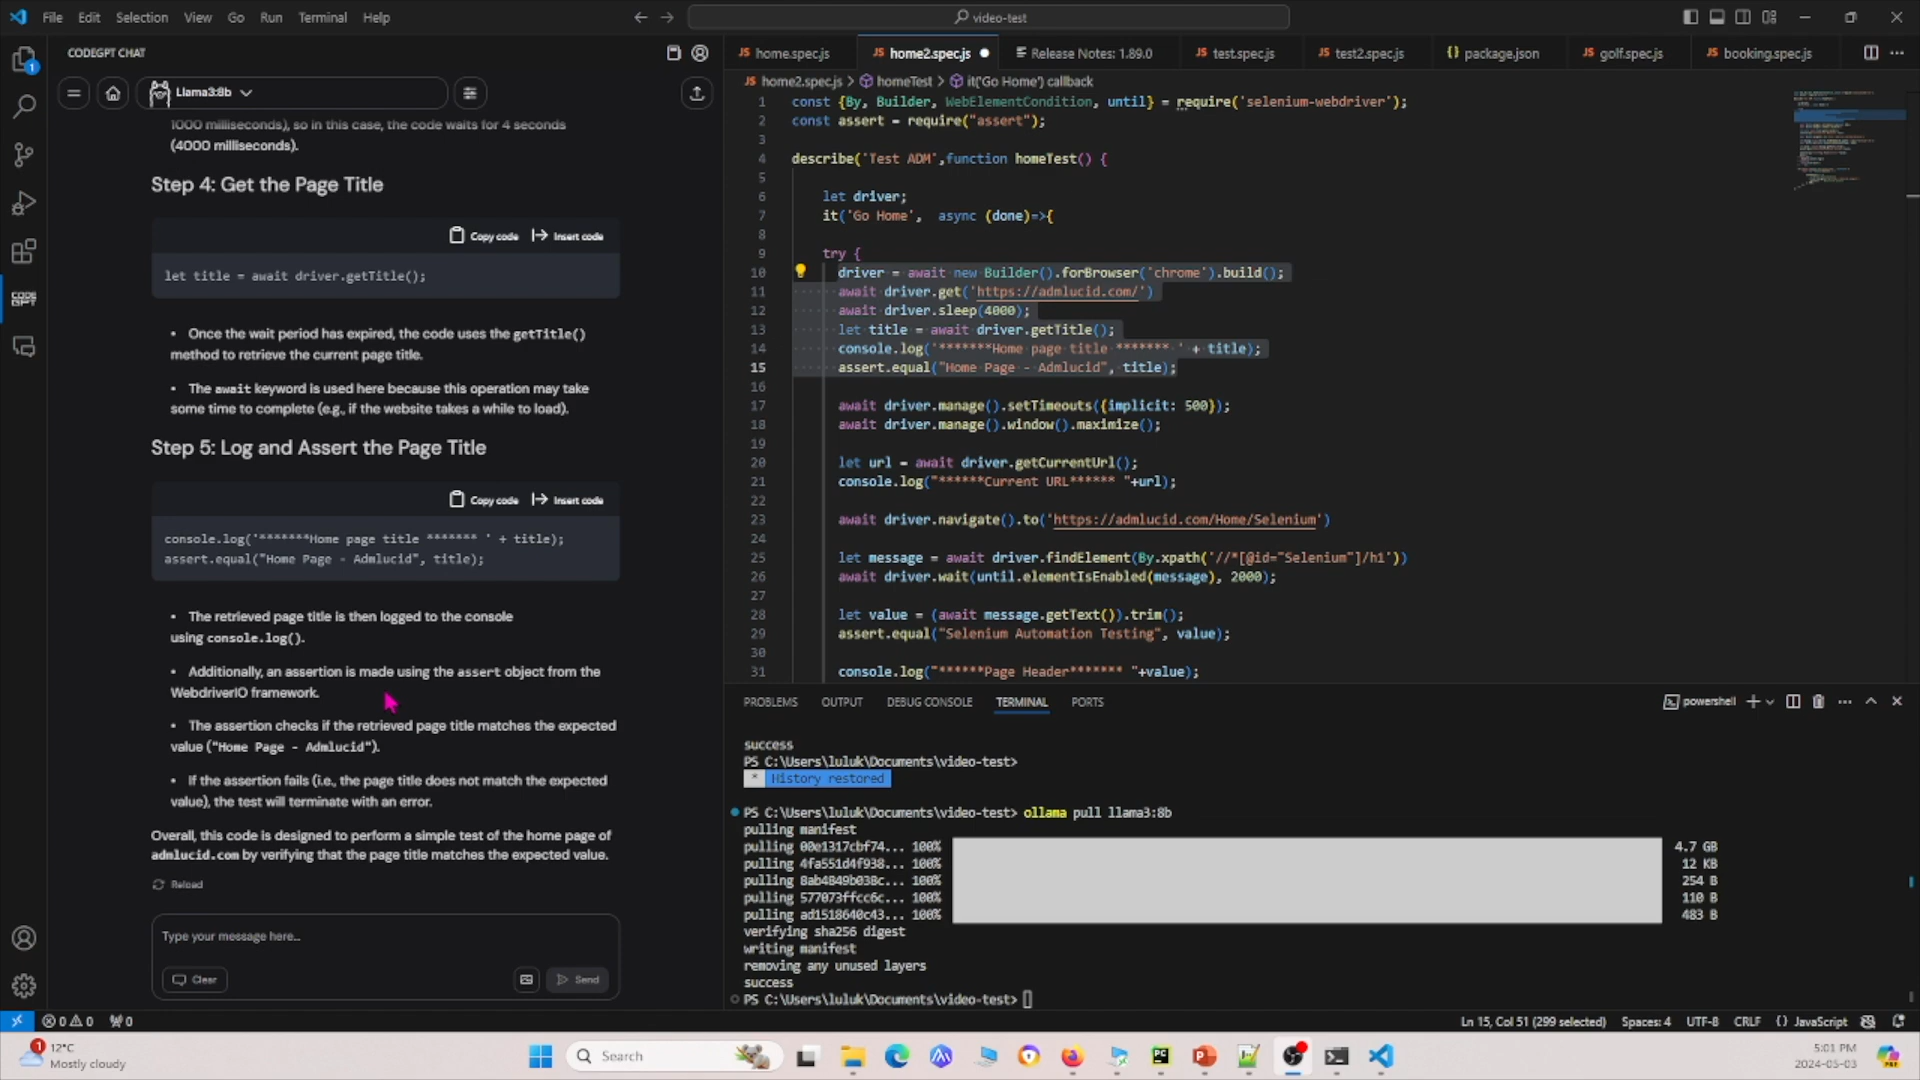 File Edit Selection View Go Run Terminal Help
video-test
CODEGPT CHAT
1
home.spec.js
home2.spec.js
Release Notes: 1.89.0
test.spec.js
test2.spec.js
package.json
golf.spec.js
booking.spec.js
Llama3:8b
1000 milliseconds), so in this case, the code waits for 4 seconds
(4000 milliseconds).
Step 4: Get the Page Title
Copy code Insert code
let title = await driver.getTitle();
• Once the wait period has expired, the code uses the getTitle()
method to retrieve the current page title.
• The await keyword is used here because this operation may take
some time to complete (e.g., if the website takes a while to load).
Step 5: Log and Assert the Page Title
Copy code Insert code
console.log('*******Home page title ******* ' + title);
assert.equal("Home Page - Admlucid", title);
• The retrieved page title is then logged to the console
using console.log().
• Additionally, an assertion is made using the assert object from the
WebdriverIO framework.
• The assertion checks if the retrieved page title matches the expected
value ("Home Page - Admlucid").
• If the assertion fails (i.e., the page title does not match the expected
value), the test will terminate with an error.
Overall, this code is designed to perform a simple test of the home page of
admlucid.com by verifying that the page title matches the expected value.
Reload
Type your message here...
Clear
Send
CODE
GPT
JS home2.spec.js > homeTest > it('Go Home') callback
1 const {By, Builder, WebElementCondition, until} = require('selenium-webdriver');
2 const assert = require("assert");
3
4 describe('Test ADM',function homeTest() {
5
6 let driver;
7 it('Go Home', async (done)=>{
8
9 try {
10 driver = await new Builder().forBrowser('chrome').build();
11 await driver.get('https://admlucid.com/')
12 await driver.sleep(4000);
13 let title = await driver.getTitle();
14 console.log('*******Home page title ******* ' + title);
15 assert.equal("Home Page - Admlucid", title);
16
17 await driver.manage().setTimeouts({implicit: 500});
18 await driver.manage().window().maximize();
19
20 let url = await driver.getCurrentUrl();
21 console.log("******Current URL****** "+url);
22
23 await driver.navigate().to('https://admlucid.com/Home/Selenium')
24
25 let message = await driver.findElement(By.xpath('//*[@id="Selenium"]/h1'))
26 await driver.wait(until.elementIsEnabled(message), 2000);
27
28 let value = (await message.getText()).trim();
29 assert.equal("Selenium Automation Testing", value);
30
31 console.log("******Page Header******* "+value);
PROBLEMS OUTPUT DEBUG CONSOLE TERMINAL PORTS
powershell
success
PS C:\Users\luluk\Documents\video-test>
* History restored
PS C:\Users\luluk\Documents\video-test> ollama pull llama3:8b
pulling manifest
pulling 00e1317cbf74... 100% 4.7 GB
pulling 4fa551d4f938... 100% 12 KB
pulling 8ab4849b038c... 100% 254 B
pulling 577073ffcc6c... 100% 110 B
pulling ad1518640c43... 100% 483 B
verifying sha256 digest
writing manifest
removing any unused layers
success
PS C:\Users\luluk\Documents\video-test>
0 0 0
Ln 15, Col 51 (299 selected) Spaces: 4 UTF-8 CRLF {} JavaScript
1
12°C
Mostly cloudy
Search
5:01 PM
2024-05-03